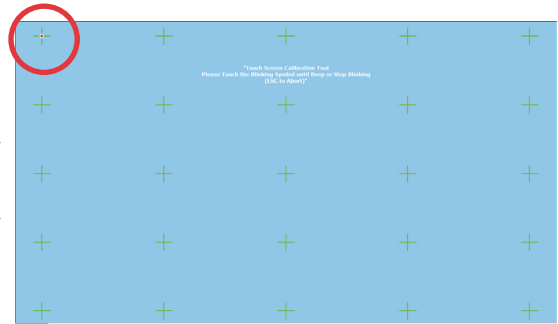 "Touch Screen Calibration Tool
Please Touch the Blinking Symbol until Beep or Stop Blinking
(ESC to Abort)"